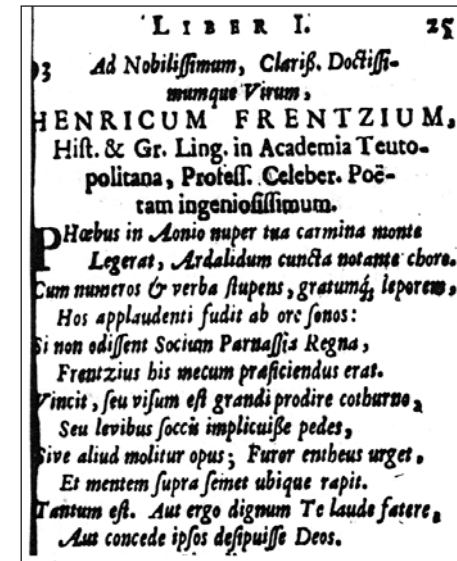 LIBER I. 25
93 Ad Nobiliſſimum, Clariß. Doctiſſi-
mumque Virum,
HENRICUM FRENTZIUM,
Hiſt. & Gr. Ling. in Academia Teuto-
politana, Profeſſ. Celeber. Poë-
tam ingenioſiſſimum.
PHœbus in Aonio nuper tua carmina monte
Legerat, Ardalidum cuncta notante choro.
Cum numeros & verba ſtupens, gratumq́; leporem,
Hos applaudenti fudit ab ore ſonos:
Si non odiſſent Socium Parnaſſia Regna,
Frentzius his mecum præficiendus erat.
Vincit, ſeu viſum eſt grandi prodire cothurno,
Seu levibus ſoccis implicuiße pedes,
Sive aliud molitur opus; Furor entheus urget,
Et mentem ſupra ſemet ubique rapit.
Tantum eſt. Aut ergo dignum Te laude fatere,
Aut concede ipſos deſipuiſſe Deos.